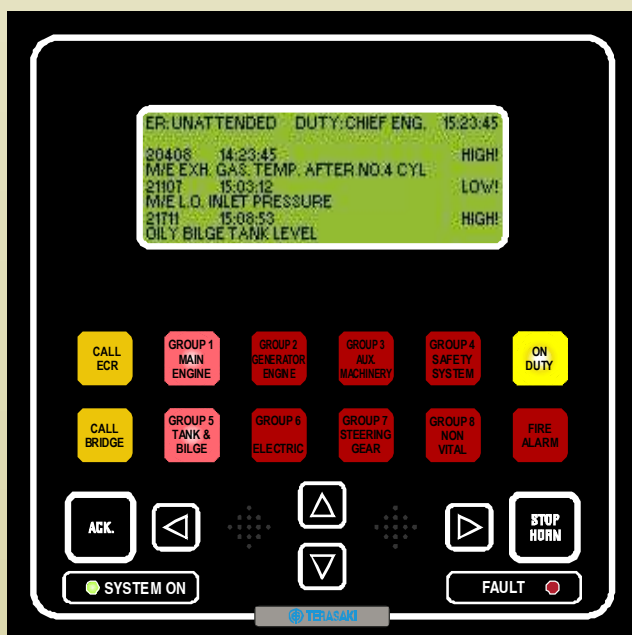 ER:UNATTENDED DUTY:CHIEF ENG. 15:23:45
20408 14:23:45 HIGH!
M/E EXH. GAS. TEMP. AFTER NO.4 CYL
21107 15:03:12 LOW!
M/E L.O. INLET PRESSURE
21711 15:08:53 HIGH!
OILY BILGE TANK LEVEL
CALL
ECR
GROUP 1
MAIN
ENGINE
GROUP 2
GENERATOR
ENGINE
GROUP 3
AUX.
MACHINERY
GROUP 4
SAFETY
SYSTEM
ON
DUTY
CALL
BRIDGE
GROUP 5
TANK &
BILGE
GROUP 6
ELECTRIC
GROUP 7
STEERING
GEAR
GROUP 8
NON
VITAL
FIRE
ALARM
ACK.
STOP
HORN
SYSTEM ON
FAULT
TERASAKI